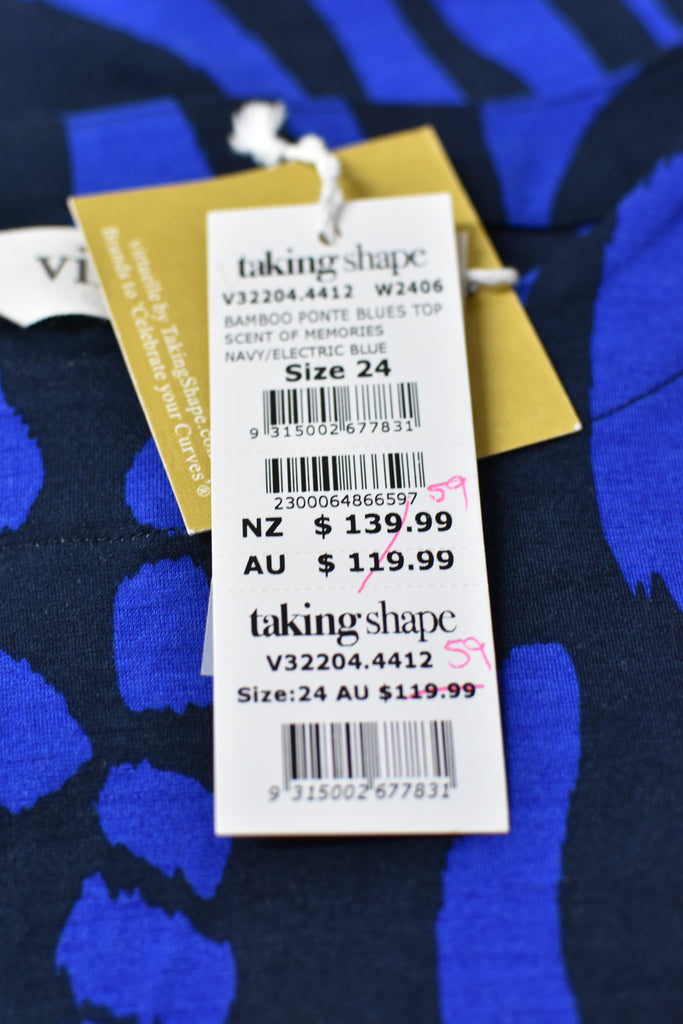 vi
virtuelle by TakingShape.co
Brands to 'Celebrate your Curves'®
taking shape
V32204.4412 W2406
BAMBOO PONTE BLUES TOP
SCENT OF MEMORIES
NAVY/ELECTRIC BLUE
Size 24
9 315002 677831
2300064866597
59
NZ $ 139.99
AU $ 119.99
taking shape
V32204.4412
59
Size:24 AU $119.99
9 315002 677831